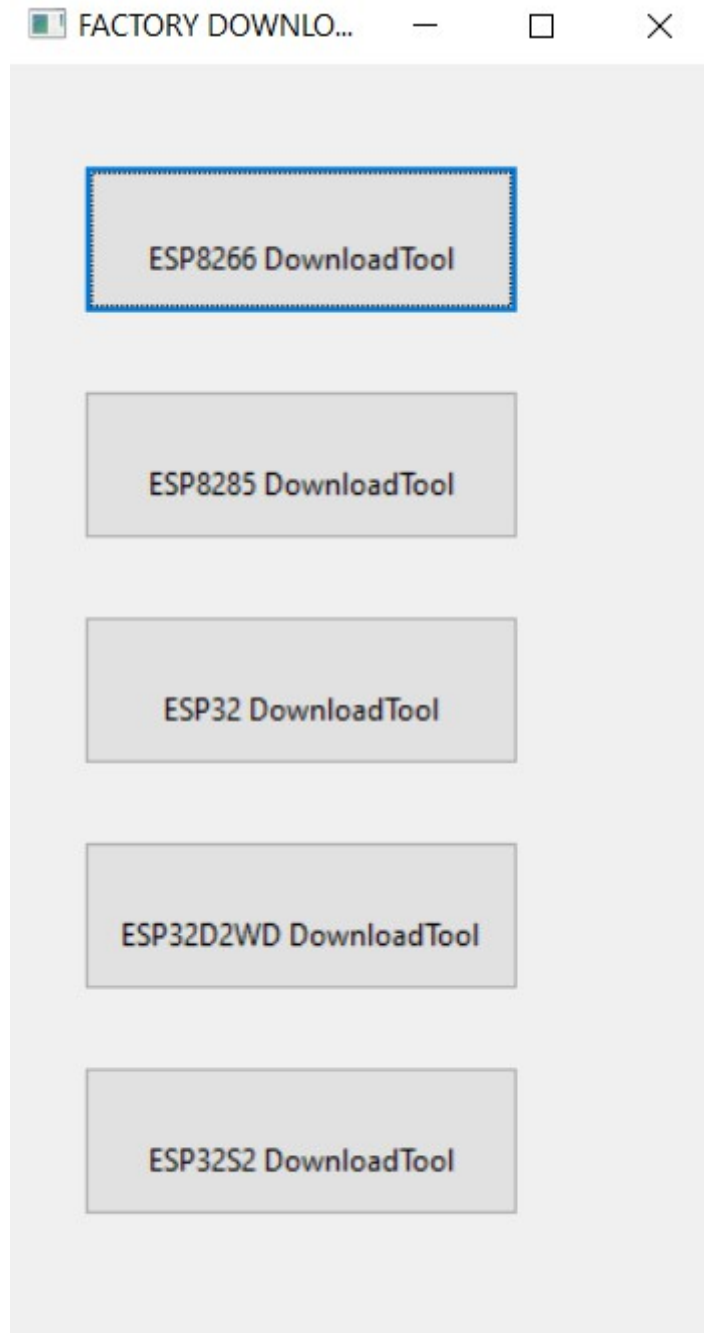 FACTORY DOWNLO...
ESP8266 DownloadTool
ESP8285 DownloadTool
ESP32 DownloadTool
ESP32D2WD DownloadTool
ESP32S2 DownloadTool